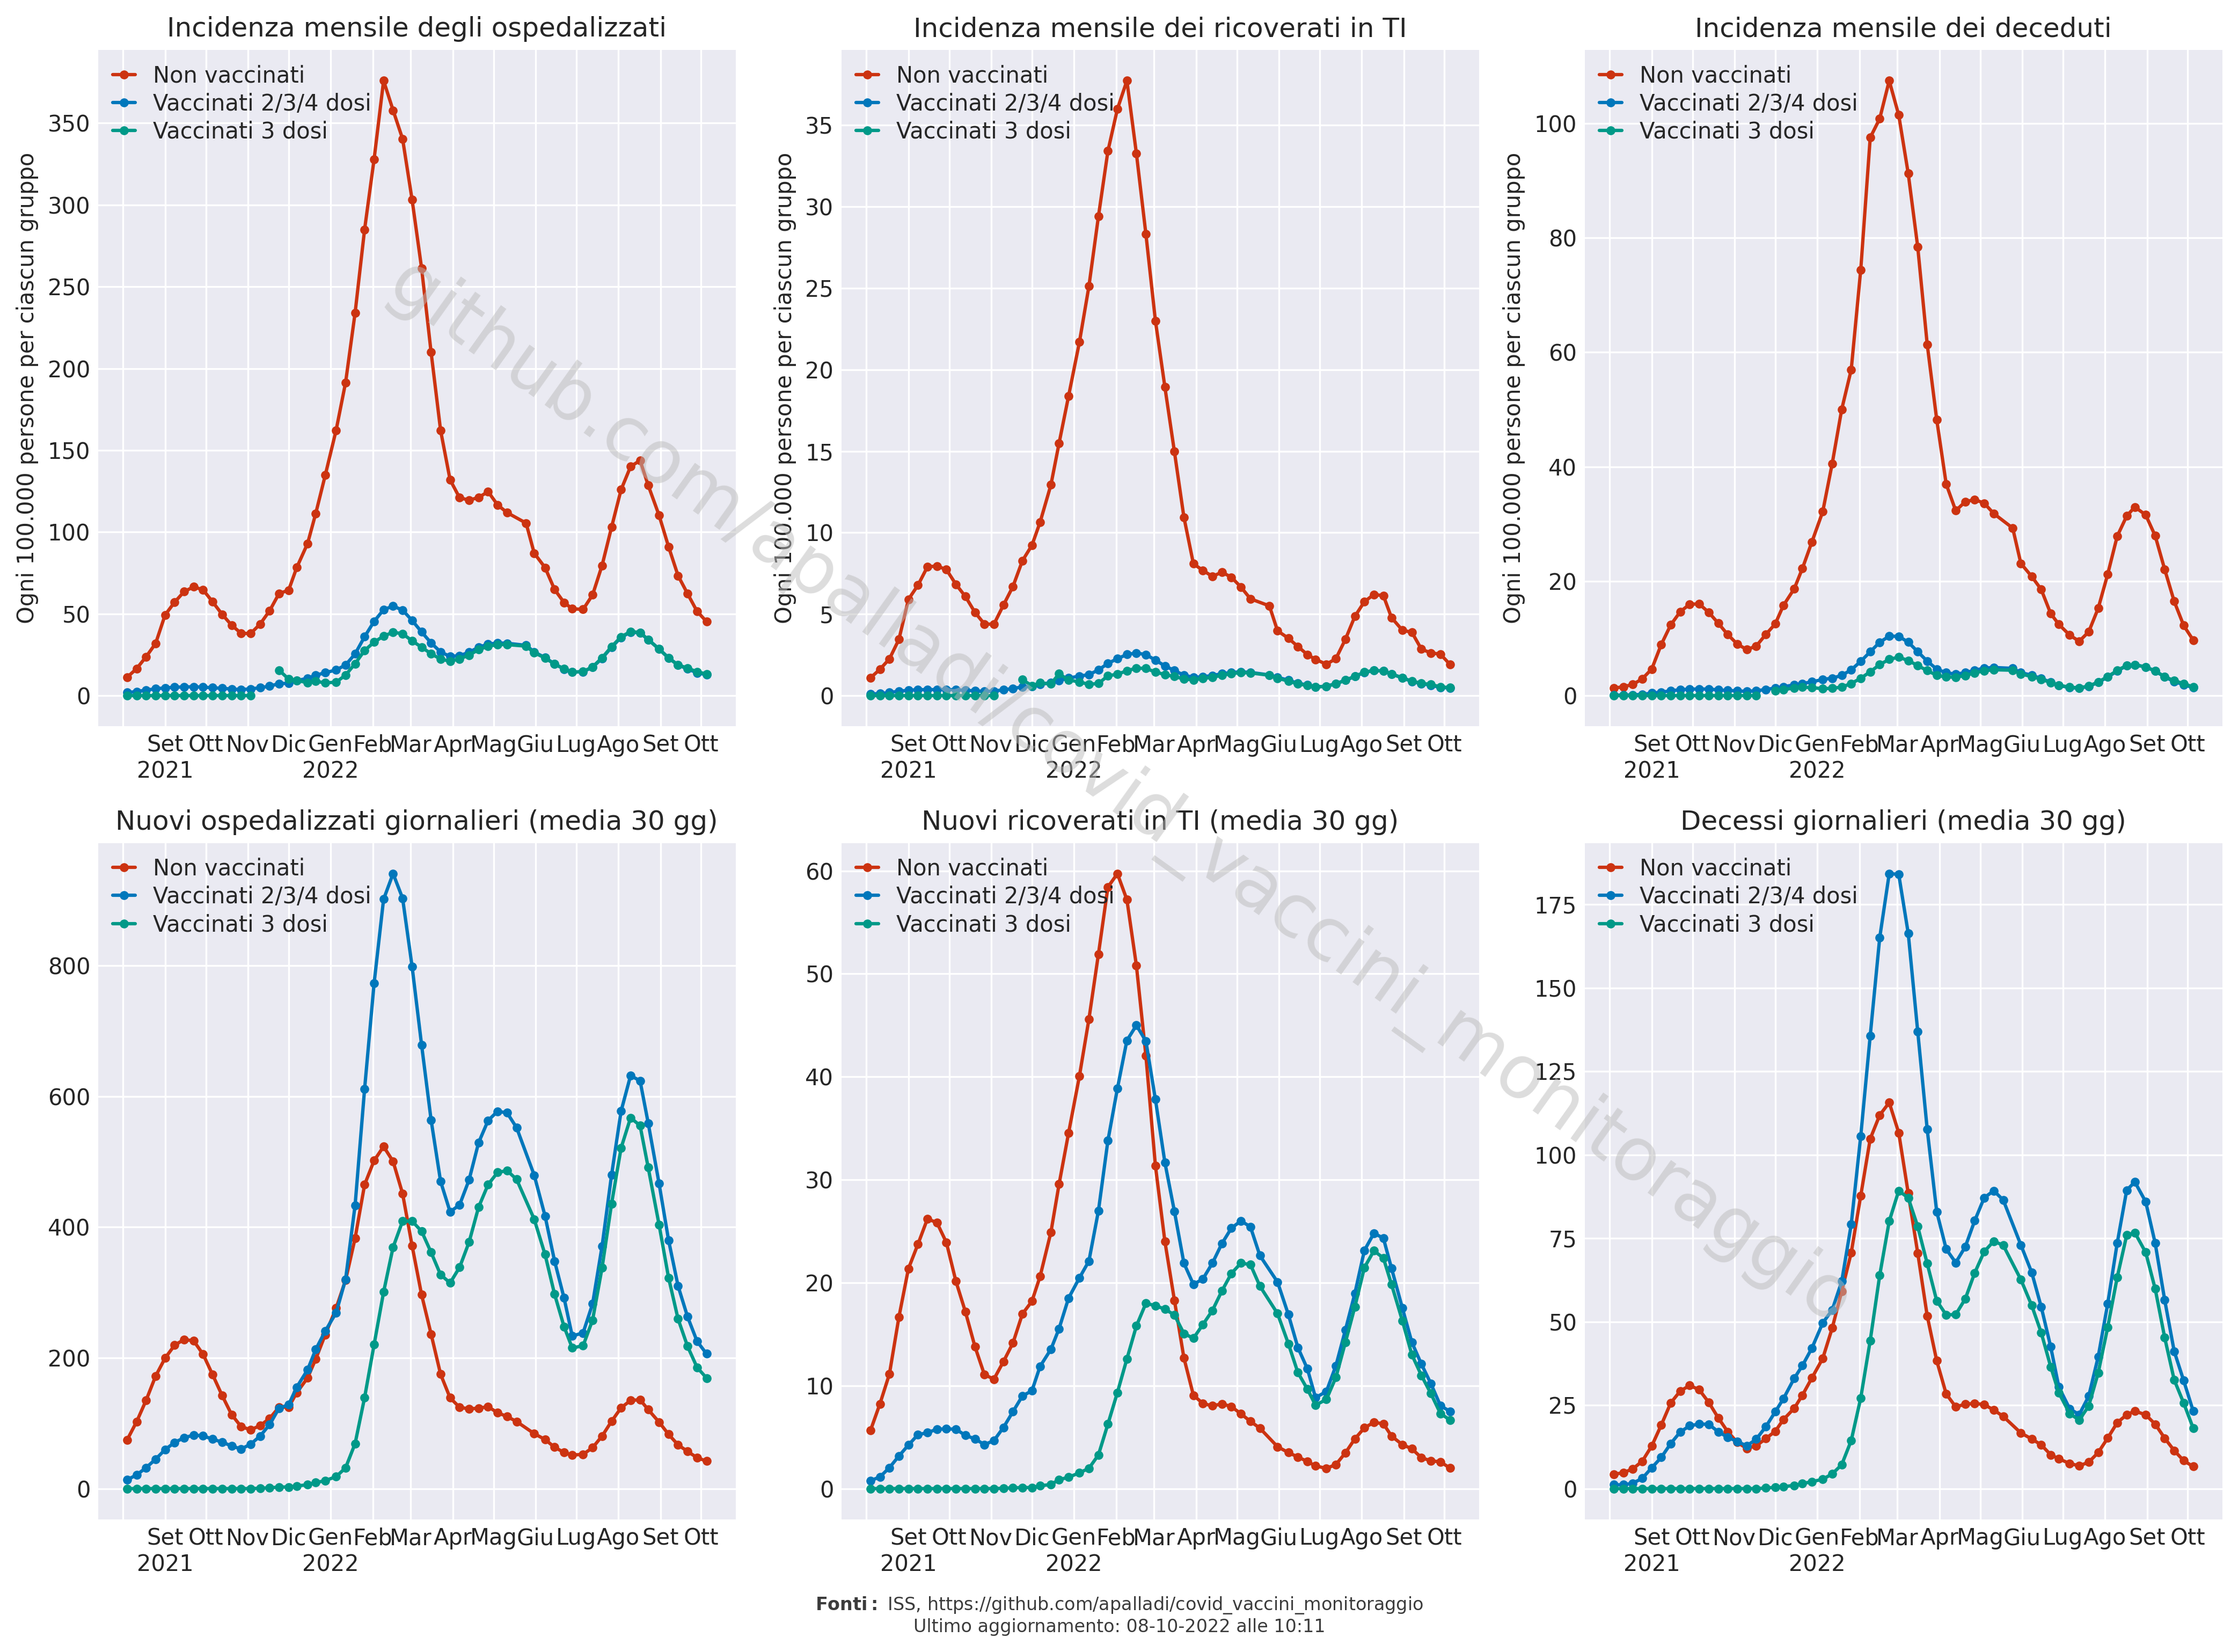 Incidenza mensile degli ospedalizzati
Ogni 100.000 persone per ciascun gruppo
Non vaccinati
Vaccinati 2/3/4 dosi
Vaccinati 3 dosi
350
300
250
200
150
100
50
0
Set Ott Nov Dic Gen Feb Mar Apr Mag Giu Lug Ago Set Ott
2021 2022
Incidenza mensile dei ricoverati in TI
Ogni 100.000 persone per ciascun gruppo
Non vaccinati
Vaccinati 2/3/4 dosi
Vaccinati 3 dosi
35
30
25
20
15
10
5
0
Set Ott Nov Dic Gen Feb Mar Apr Mag Giu Lug Ago Set Ott
2021 2022
Incidenza mensile dei deceduti
Ogni 100.000 persone per ciascun gruppo
Non vaccinati
Vaccinati 2/3/4 dosi
Vaccinati 3 dosi
100
80
60
40
20
0
Set Ott Nov Dic Gen Feb Mar Apr Mag Giu Lug Ago Set Ott
2021 2022
github.com/apalladi/covid_vaccini_monitoraggio
Nuovi ospedalizzati giornalieri (media 30 gg)
Non vaccinati
Vaccinati 2/3/4 dosi
Vaccinati 3 dosi
800
600
400
200
0
Set Ott Nov Dic Gen Feb Mar Apr Mag Giu Lug Ago Set Ott
2021 2022
Nuovi ricoverati in TI (media 30 gg)
Non vaccinati
Vaccinati 2/3/4 dosi
Vaccinati 3 dosi
60
50
40
30
20
10
0
Set Ott Nov Dic Gen Feb Mar Apr Mag Giu Lug Ago Set Ott
2021 2022
Decessi giornalieri (media 30 gg)
Non vaccinati
Vaccinati 2/3/4 dosi
Vaccinati 3 dosi
175
150
125
100
75
50
25
0
Set Ott Nov Dic Gen Feb Mar Apr Mag Giu Lug Ago Set Ott
2021 2022
Fonti: ISS, https://github.com/apalladi/covid_vaccini_monitoraggio
Ultimo aggiornamento: 08-10-2022 alle 10:11